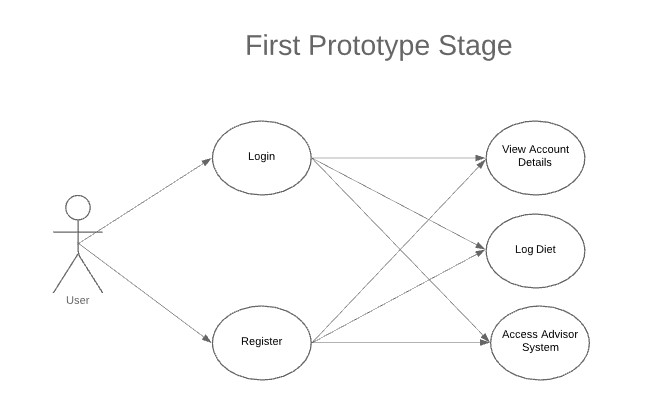 First Prototype Stage
Login
View Account
Details
Log Diet
User
Register
Access Advisor
System